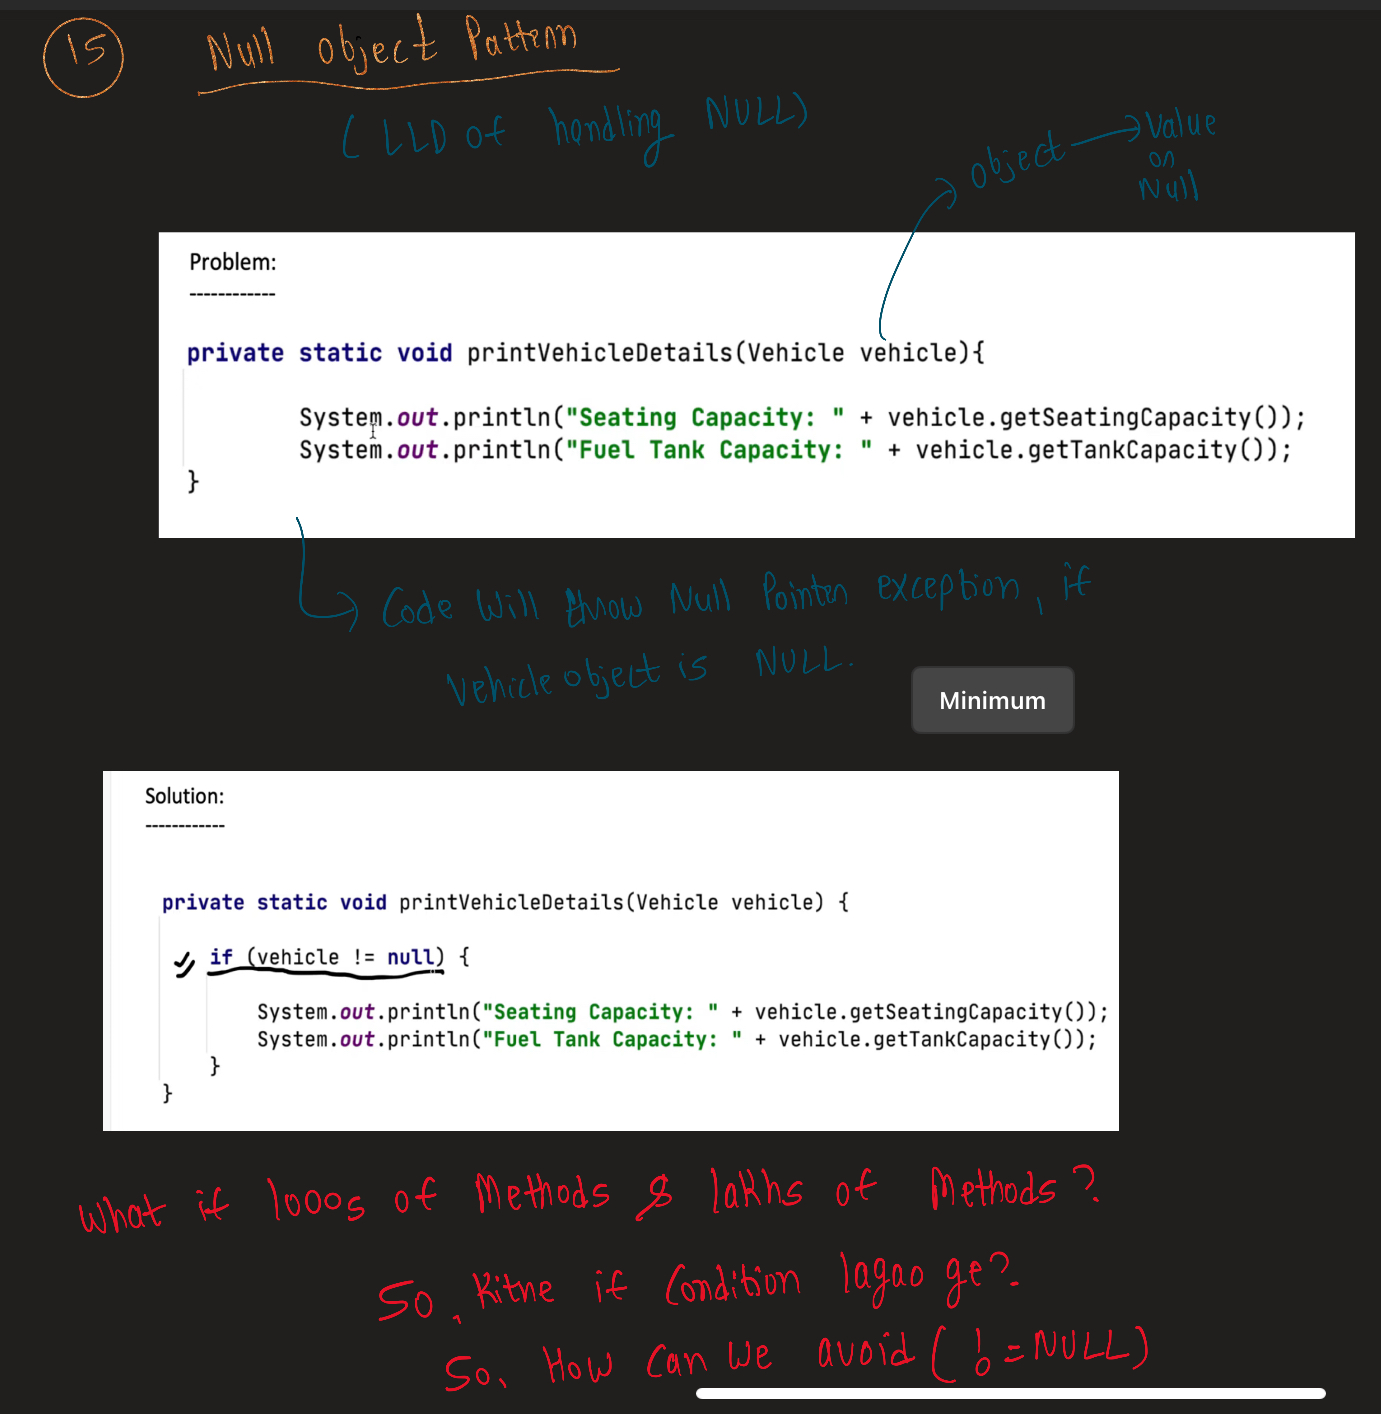 15 Null object Pattern
(LLD of handling NULL)
object → Value
or
Null
Problem:
------------
private static void printVehicleDetails(Vehicle vehicle){
System.out.println("Seating Capacity: " + vehicle.getSeatingCapacity());
System.out.println("Fuel Tank Capacity: " + vehicle.getTankCapacity());
}
Code Will throw Null Pointer exception, if
Vehicle object is NULL.
Minimum
Solution:
------------
private static void printVehicleDetails(Vehicle vehicle) {
if (vehicle != null) {
System.out.println("Seating Capacity: " + vehicle.getSeatingCapacity());
System.out.println("Fuel Tank Capacity: " + vehicle.getTankCapacity());
}
}
What if 1000s of Methods & lakhs of Methods?
So, Kitne if Condition lagao ge?
So, How Can We avoid ( != NULL)